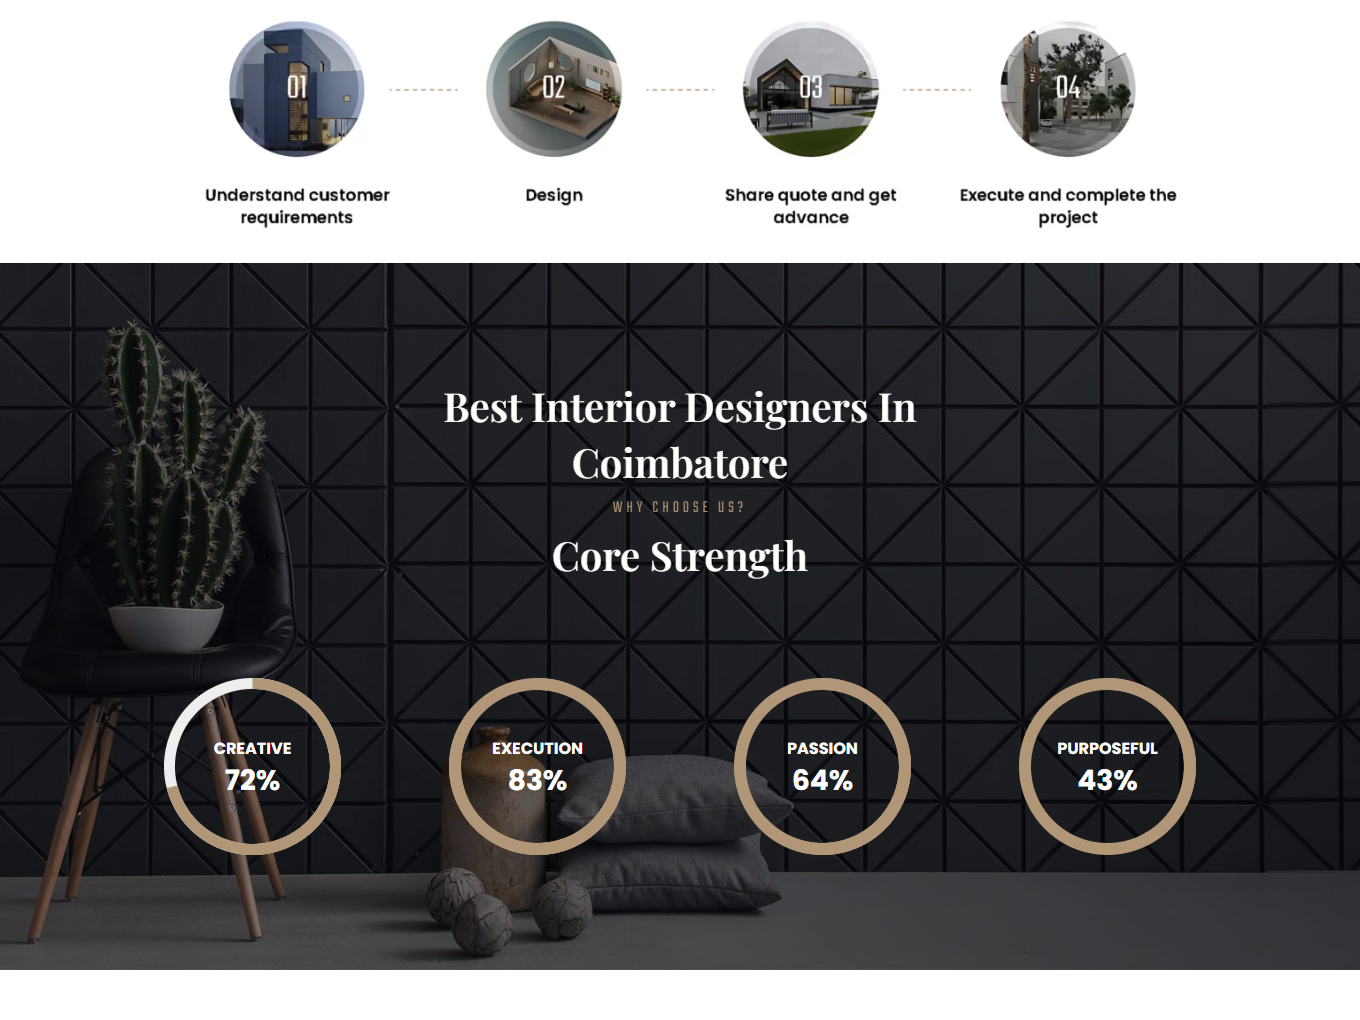 01
02
03
04
Understand customer
requirements
Design
Share quote and get
advance
Execute and complete the
project
Best Interior Designers In
Coimbatore
WHY CHOOSE US?
Core Strength
CREATIVE
72%
EXECUTION
83%
PASSION
64%
PURPOSEFUL
43%